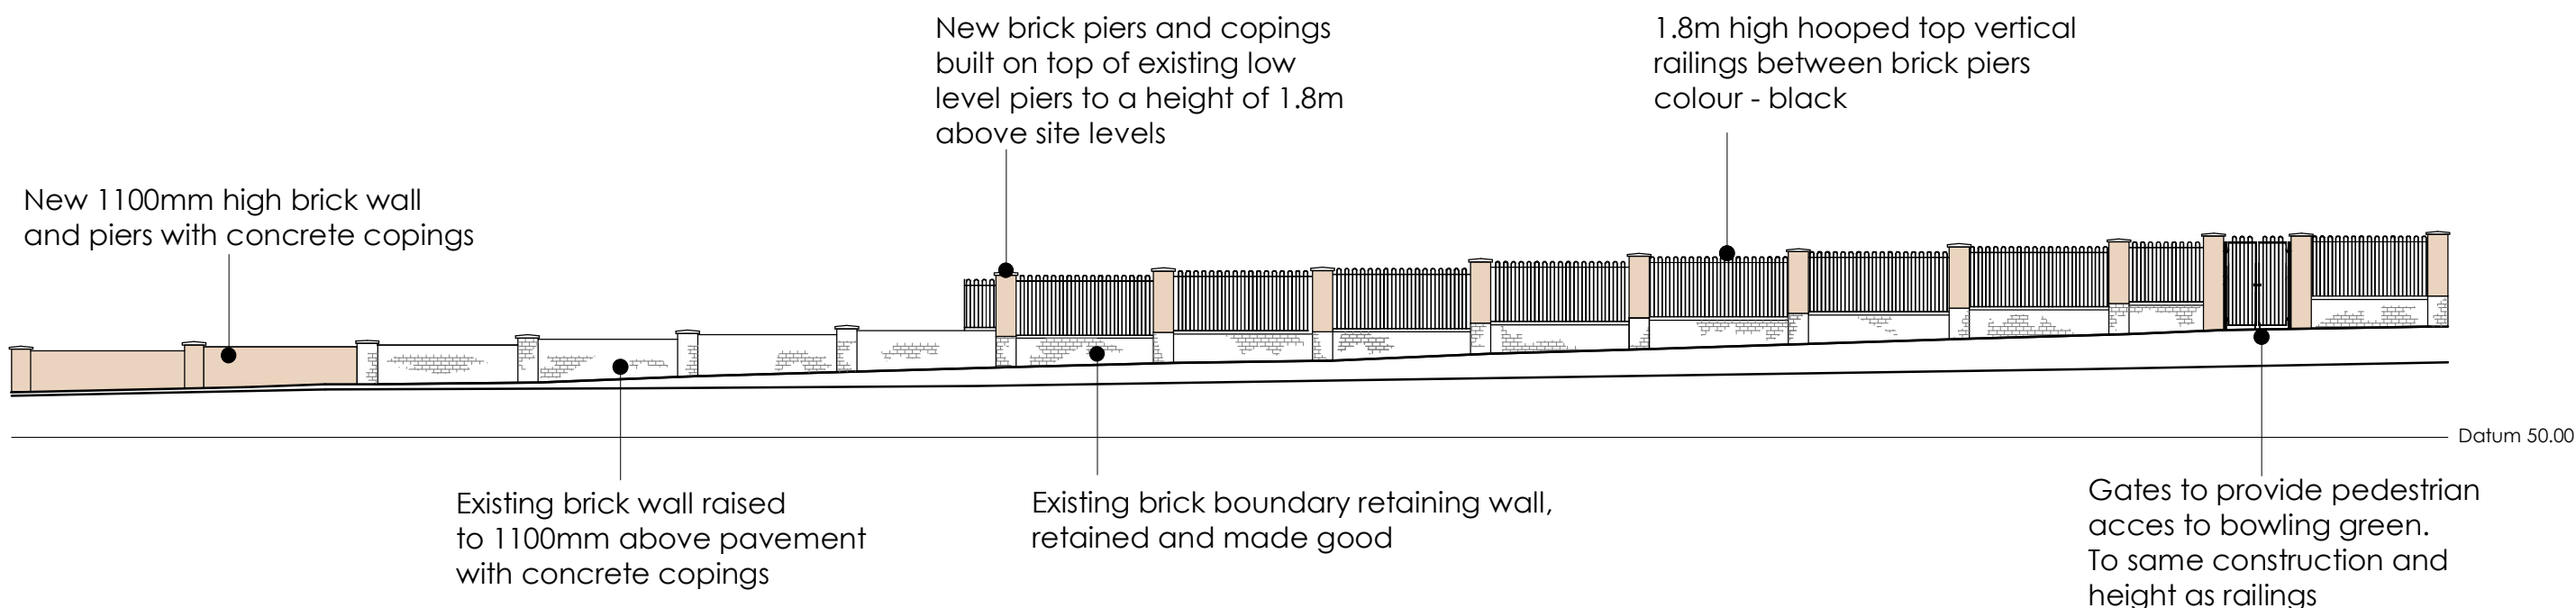 New brick piers and copings
built on top of existing low
level piers to a height of 1.8m
above site levels
1.8m high hooped top vertical
railings between brick piers
colour - black
New 1100mm high brick wall
and piers with concrete copings
Datum 50.00
Existing brick wall raised
to 1100mm above pavement
with concrete copings
Existing brick boundary retaining wall,
retained and made good
Gates to provide pedestrian
acces to bowling green.
To same construction and
height as railings